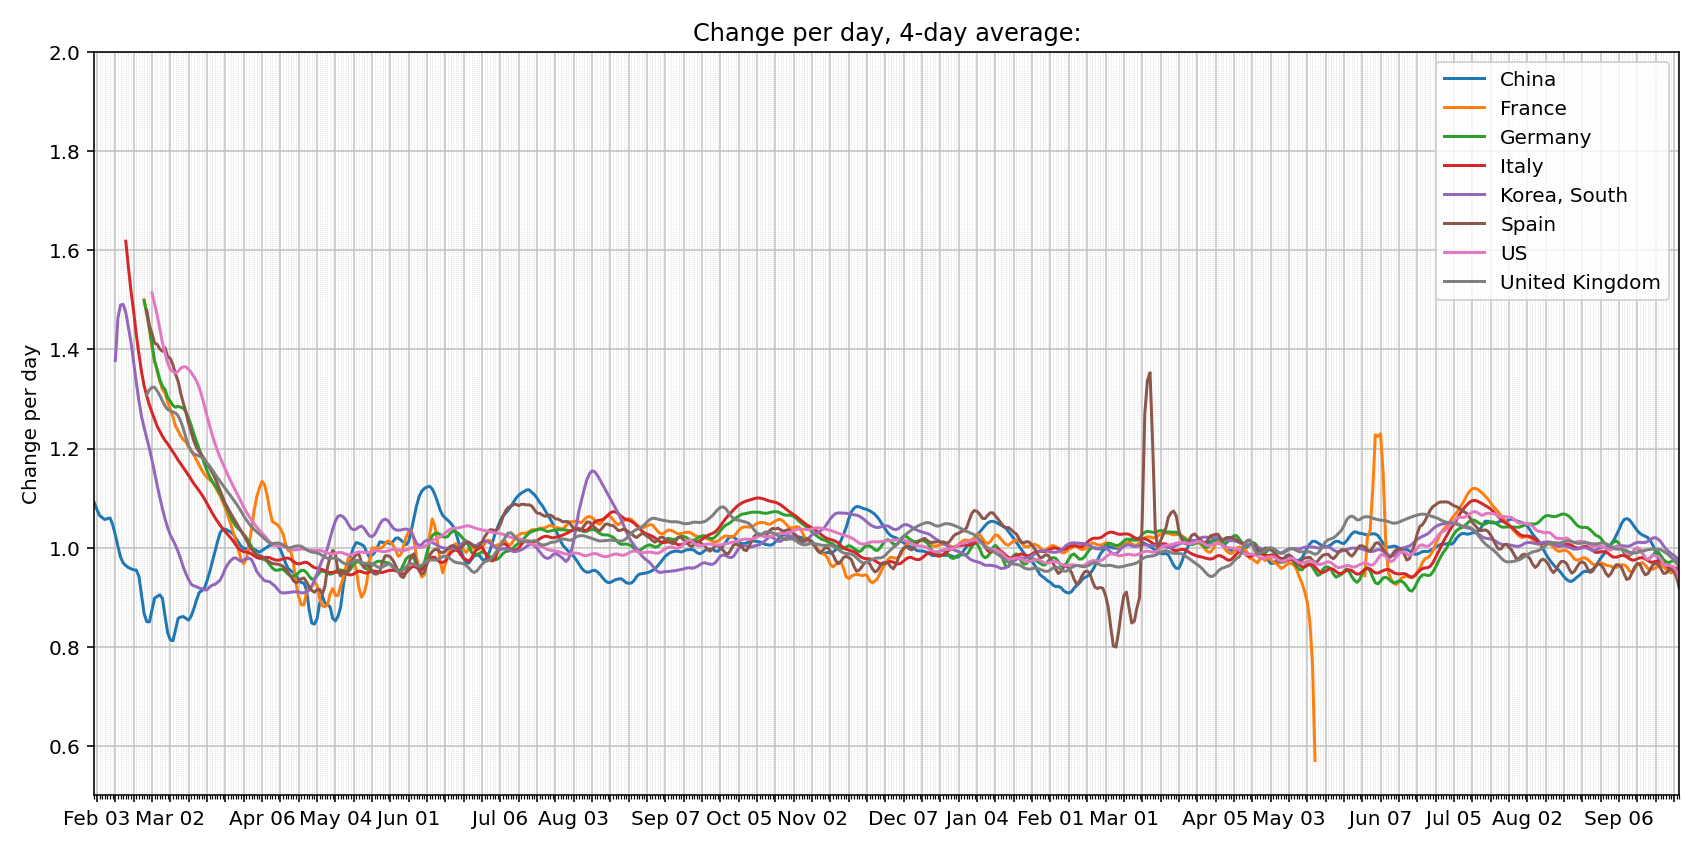 Change per day, 4-day average:
2.0
1.8
1.6
1.4
1.2
1.0
0.8
0.6
Change per day
China
France
Germany
Italy
Korea, South
Spain
US
United Kingdom
Feb 03 Mar 02 Apr 06 May 04 Jun 01 Jul 06 Aug 03 Sep 07 Oct 05 Nov 02 Dec 07 Jan 04 Feb 01 Mar 01 Apr 05 May 03 Jun 07 Jul 05 Aug 02 Sep 06